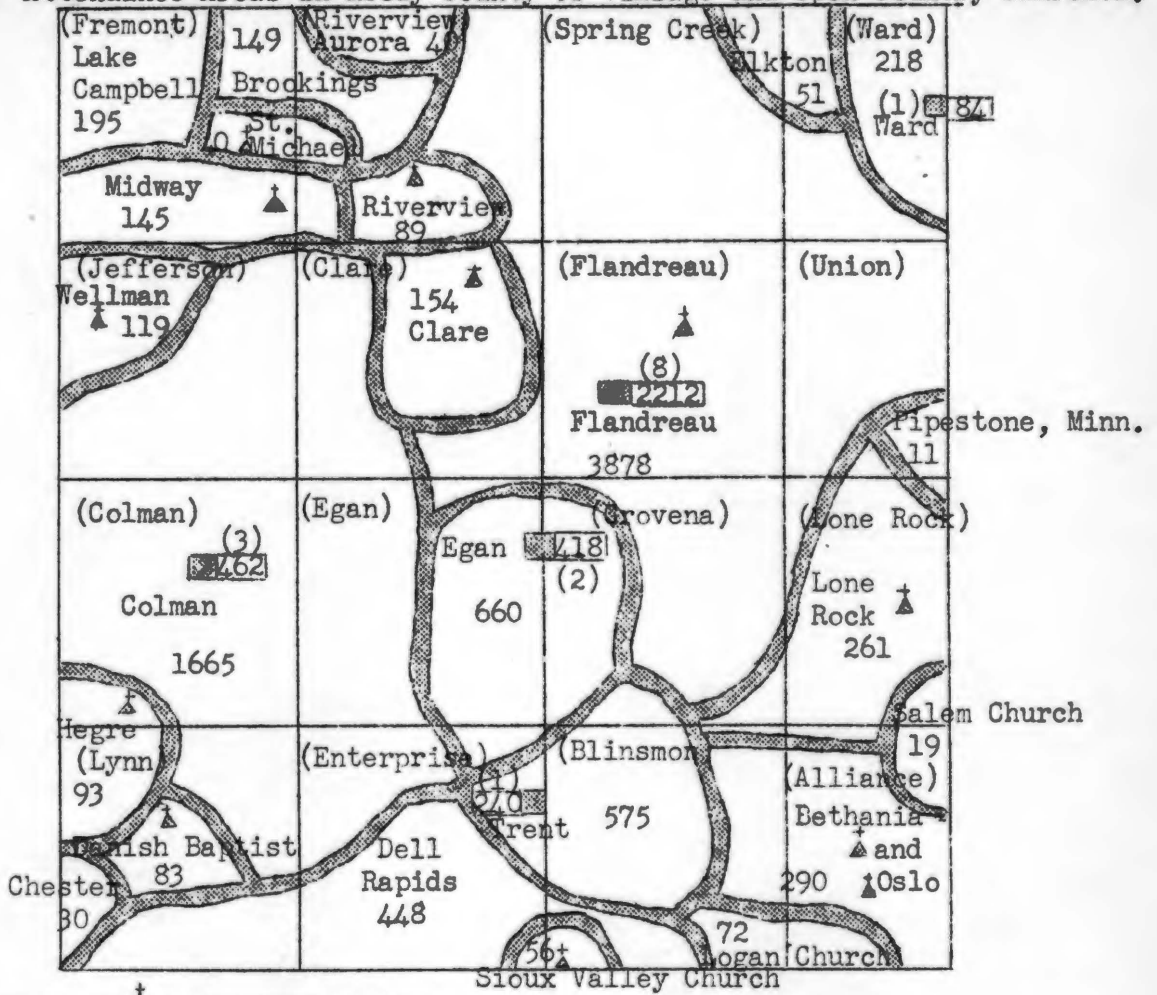 (Fremont)
Lake
Campbell
195
149
Brookings
(Riverview
Aurora
St.
Michael
(Spring Creek)
Elkton
51
(Ward)
218
(1) 84
Ward
Midway
145
Riverview
89
(Jefferson)
Wellman
119
(Clare)
154
Clare
(Flandreau)
(8)
2212
Flandreau
3878
(Union)
Pipestone, Minn.
11
(Colman)
(3)
462
Colman
1665
(Egan)
Egan 418
(2)
660
(Grovena)
(Lone Rock)
Lone
Rock
261
Salem Church
19
Hegre
(Lynn)
93
Danish Baptist
83
Chester
30
(Enterprise)
(1)
240
Trent
Dell
Rapids
448
(Blinsmon)
575
(Alliance)
Bethania
and
290 Oslo
72
Logan Church
56
Sioux Valley Church